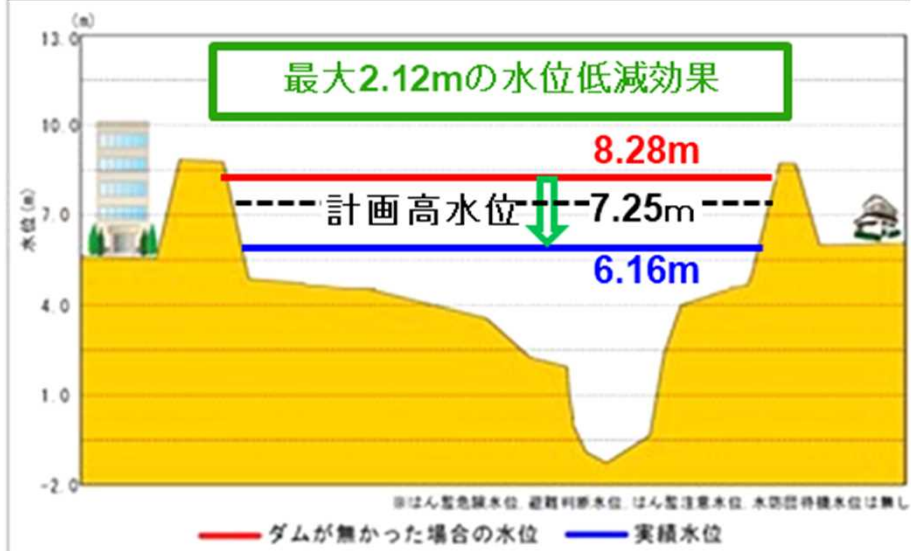 (m)
13.0
最大2.12mの水位低減効果
10.0
8.28m
計画高水位
7.25m
7.0
水位(m)
6.16m
4.0
1.0
-2.0
※はん濫危険水位、避難判断水位、はん濫注意水位、水防団待機水位は無し
ダムが無かった場合の水位
実績水位